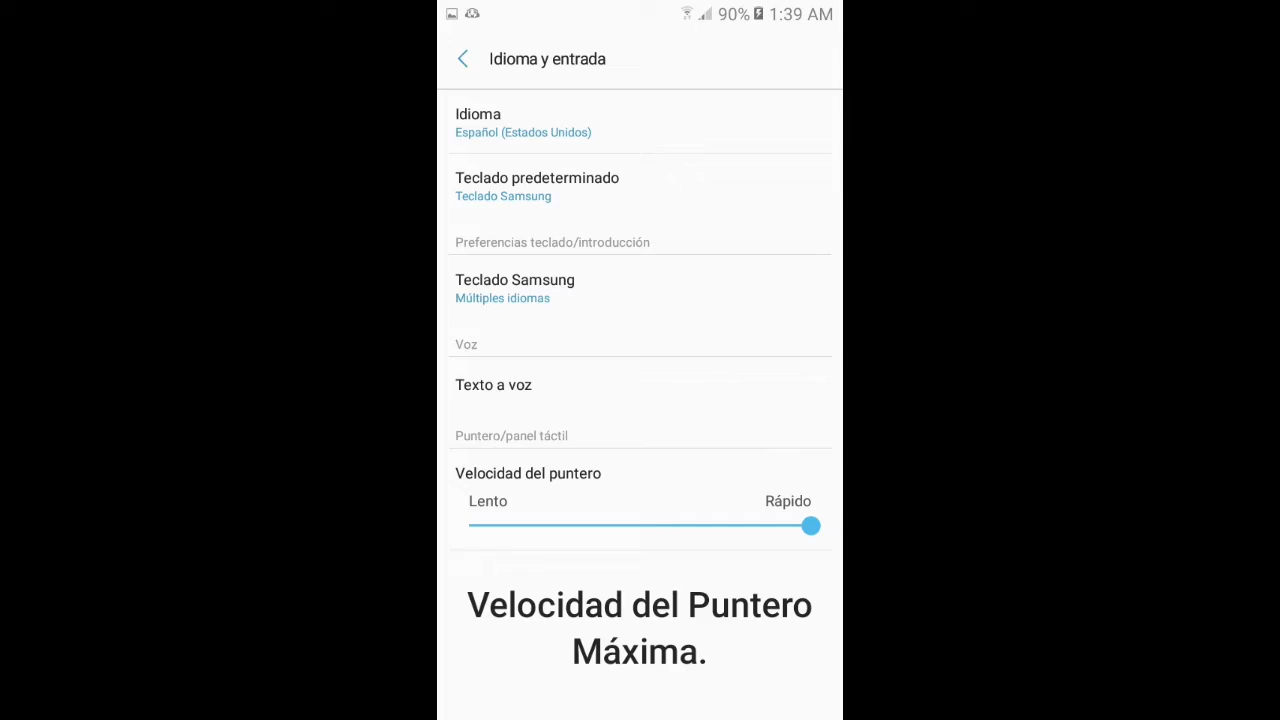 90% 1:39 AM
Idioma y entrada
Idioma
Español (Estados Unidos)
Teclado predeterminado
Teclado Samsung
Preferencias teclado/introducción
Teclado Samsung
Múltiples idiomas
Voz
Texto a voz
Puntero/panel táctil
Velocidad del puntero
Lento Rápido
Velocidad del Puntero
Máxima.